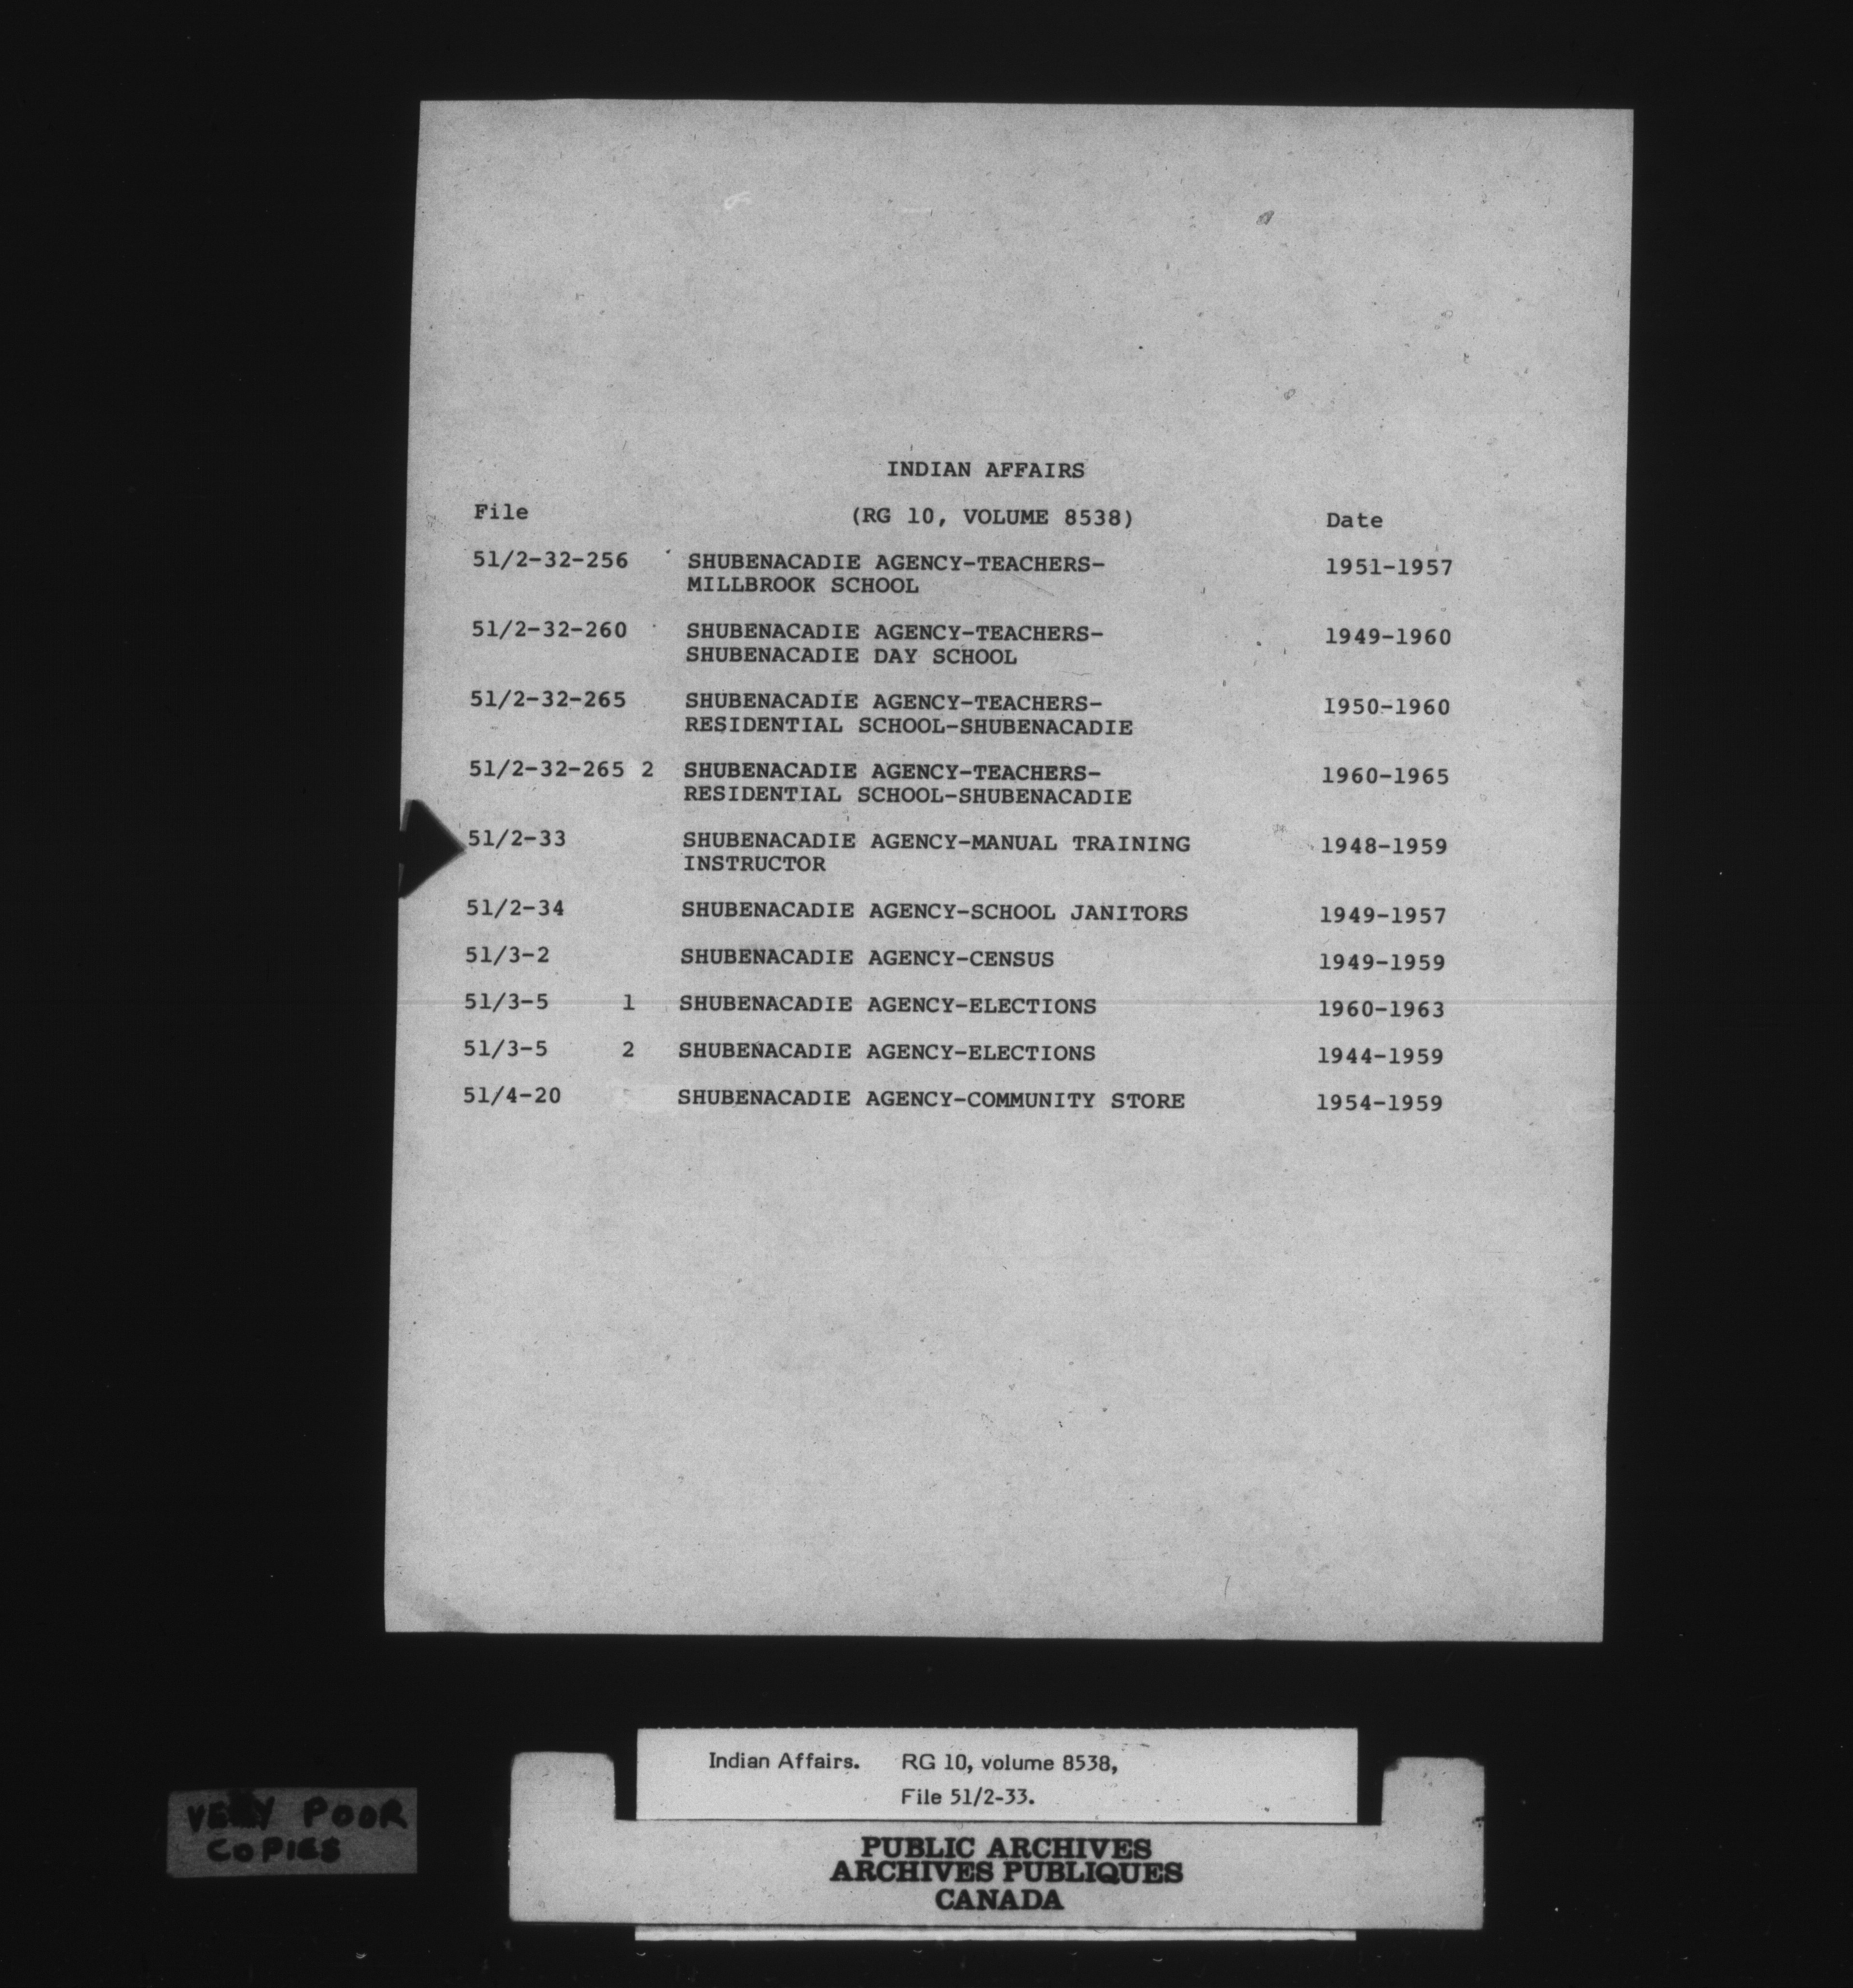 INDIAN AFFAIRS
File (RG 10, VOLUME 8538) Date
51/2-32-256 SHUBENACADIE AGENCY-TEACHERS- 1951-1957
MILLBROOK SCHOOL
51/2-32-260 SHUBENACADIE AGENCY-TEACHERS- 1949-1960
SHUBENACADIE DAY SCHOOL
51/2-32-265 SHUBENACADIE AGENCY-TEACHERS- 1950-1960
RESIDENTIAL SCHOOL-SHUBENACADIE
51/2-32-265 2 SHUBENACADIE AGENCY-TEACHERS- 1960-1965
RESIDENTIAL SCHOOL-SHUBENACADIE
51/2-33 SHUBENACADIE AGENCY-MANUAL TRAINING 1948-1959
INSTRUCTOR
51/2-34 SHUBENACADIE AGENCY-SCHOOL JANITORS 1949-1957
51/3-2 SHUBENACADIE AGENCY-CENSUS 1949-1959
51/3-5 1 SHUBENACADIE AGENCY-ELECTIONS 1960-1963
51/3-5 2 SHUBENACADIE AGENCY-ELECTIONS 1944-1959
51/4-20 SHUBENACADIE AGENCY-COMMUNITY STORE 1954-1959
Indian Affairs. RG 10, volume 8538,
File 51/2-33.
VERY POOR
COPIES
PUBLIC ARCHIVES
ARCHIVES PUBLIQUES
CANADA